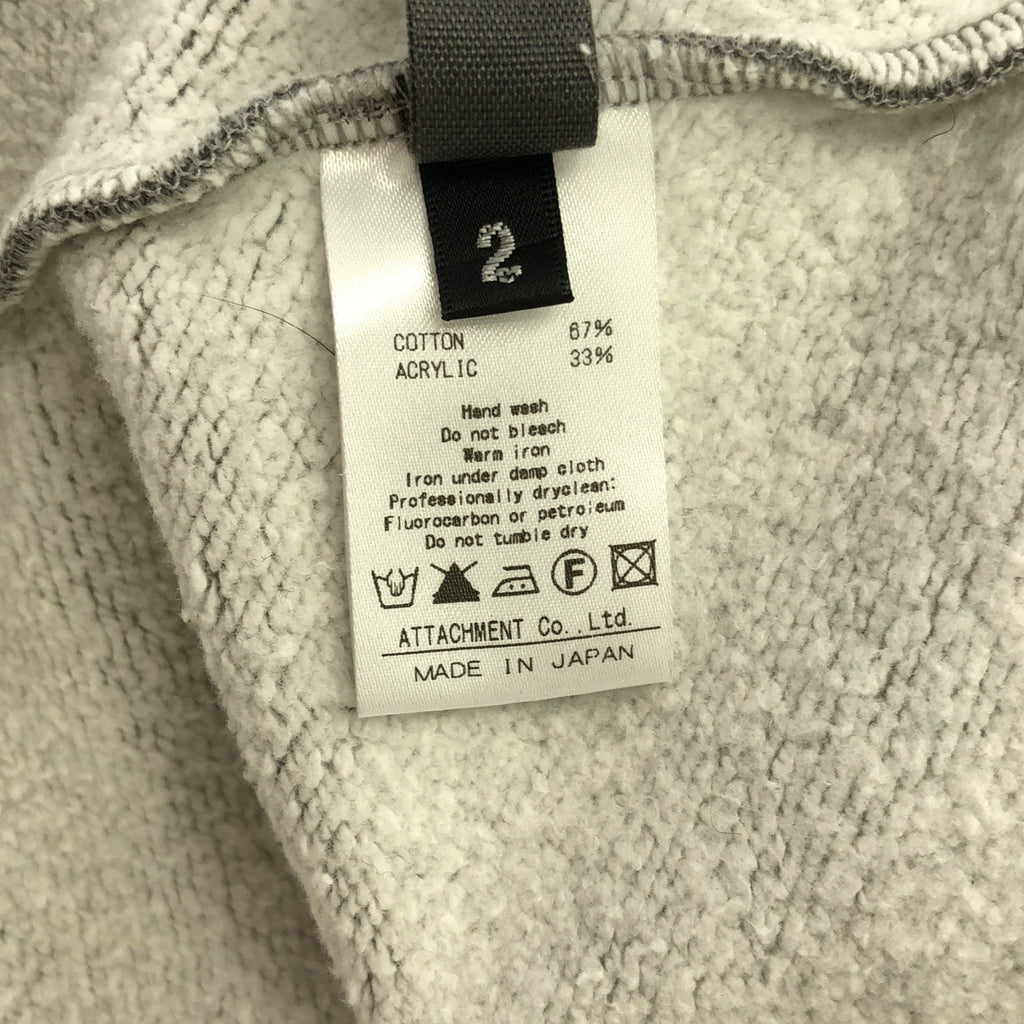 2
COTTON 67%
ACRYLIC 33%
Hand wash
Do not bleach
Warm iron
Iron under damp cloth
Professionally dryclean:
Fluorocarbon or petroleum
Do not tumble dry
F
ATTACHMENT Co.,Ltd.
MADE IN JAPAN